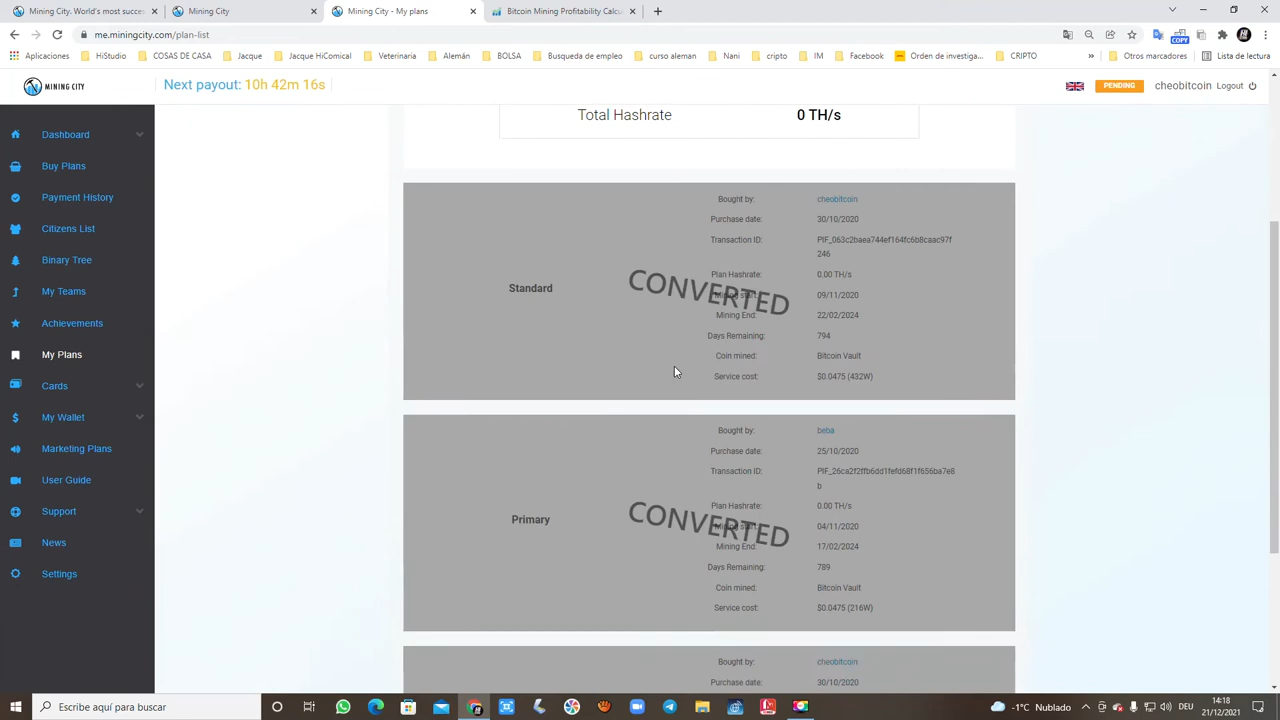 Mining City, World's most succ
Mining City
Mining City - My plans
Bitcoin Mining Profitability Calcu
me.miningcity.com/plan-list
Aplicaciones
HiStudio
COSAS DE CASA
Jacque
Jacque HiComical
Veterinaria
Alemán
BOLSA
Busqueda de empleo
curso aleman
Nani
cripto
IM
Facebook
Orden de investiga...
CRIPTO
»
Otros marcadores
Lista de lectura
COPY
MINING CITY
Next payout: 10h 42m 16s
PENDING
cheobitcoin
Logout
Dashboard
Buy Plans
Payment History
Citizens List
Binary Tree
My Teams
Achievements
My Plans
Cards
My Wallet
Marketing Plans
User Guide
Support
News
Settings
Total Hashrate 0 TH/s
Standard
CONVERTED
Bought by: cheobitcoin
Purchase date: 30/10/2020
Transaction ID: PIF_063c2baea744ef164fc6b8caac97f
246
Plan Hashrate: 0.00 TH/s
Mining start: 09/11/2020
Mining End: 22/02/2024
Days Remaining: 794
Coin mined: Bitcoin Vault
Service cost: $0.0475 (432W)
Primary
CONVERTED
Bought by: beba
Purchase date: 25/10/2020
Transaction ID: PIF_26ca2f2ffb6dd1fefd68f1f656ba7e8
b
Plan Hashrate: 0.00 TH/s
Mining start: 04/11/2020
Mining End: 17/02/2024
Days Remaining: 789
Coin mined: Bitcoin Vault
Service cost: $0.0475 (216W)
Bought by: cheobitcoin
Purchase date: 30/10/2020
Escribe aquí para buscar
-1°C Nublado
DEU
14:18
21/12/2021